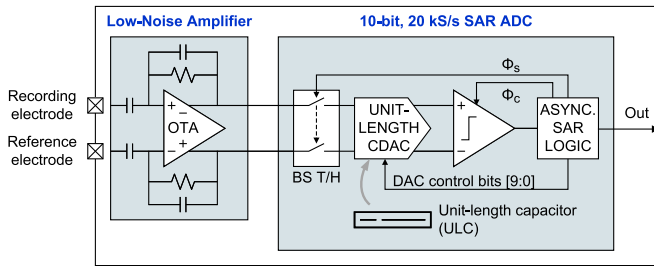 Low-Noise Amplifier
10-bit, 20 kS/s SAR ADC
Recording
electrode
Reference
electrode
+
−
OTA
−
+
BS T/H
UNIT-
LENGTH
CDAC
+
−
Φs
Φc
ASYNC.
SAR
LOGIC
Out
DAC control bits [9:0]
Unit-length capacitor
(ULC)